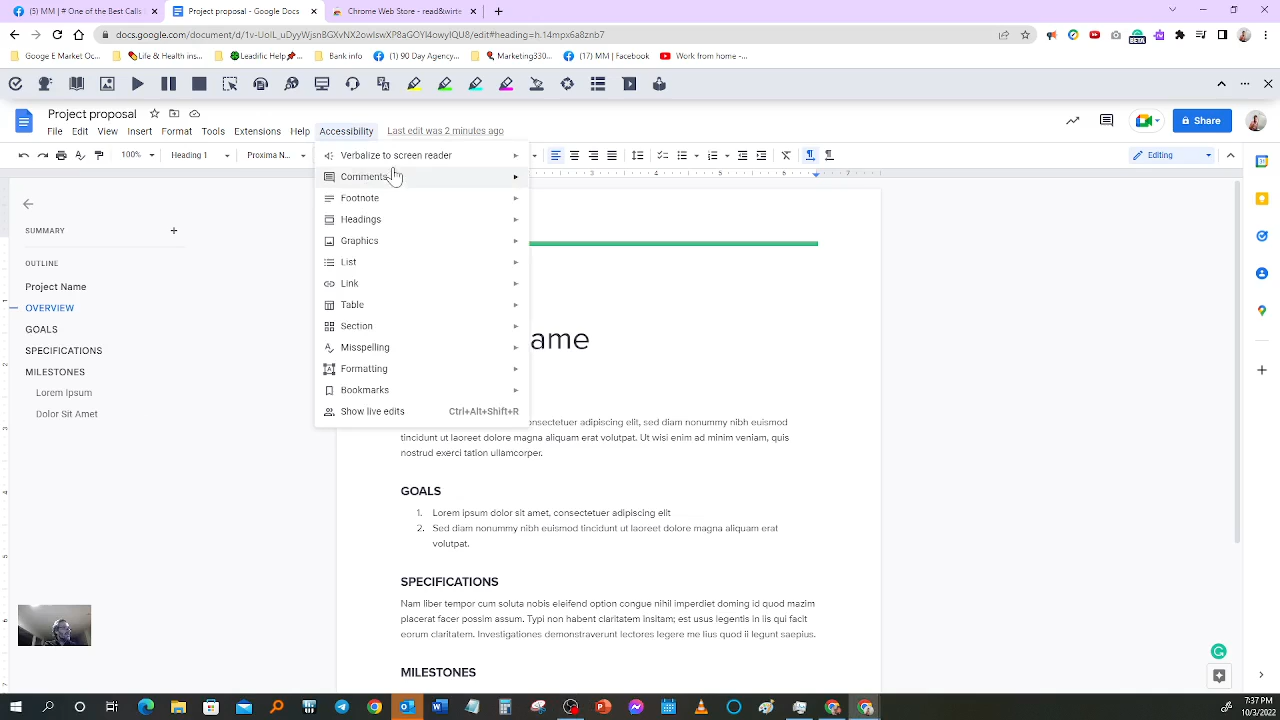 (5) MM | # One of the Best Calls
Project proposal - Google Docs
Chrome Web Store - read&write
docs.google.com/document/d/
edit#heading=h.14mpx6a8znb7
Google E Market Oc...
Life & Health ins...
Leadific Help
Bank info
(1) 90 Day Agency...
Marketing330...
(17) MM | Facebook
Work from home -...
BETA
Project proposal
File Edit View Insert Format Tools Extensions Help Accessibility Last edit was 2 minutes ago
Share
100% Heading 1 Proxima N... Editing
Verbalize to screen reader
Comments
Footnote
Headings
Graphics
List
Link
Table
Section
Misspelling
Formatting
Bookmarks
Show live edits Ctrl+Alt+Shift+R
3 4 5 6 7
SUMMARY
OUTLINE
Project Name
OVERVIEW
GOALS
SPECIFICATIONS
MILESTONES
Lorem Ipsum
Dolor Sit Amet
ame
consectetuer adipiscing elit, sed diam nonummy nibh euismod
tincidunt ut laoreet dolore magna aliquam erat volutpat. Ut wisi enim ad minim veniam, quis
nostrud exerci tation ullamcorper.
GOALS
1. Lorem ipsum dolor sit amet, consectetuer adipiscing elit
2. Sed diam nonummy nibh euismod tincidunt ut laoreet dolore magna aliquam erat
volutpat.
SPECIFICATIONS
Nam liber tempor cum soluta nobis eleifend option congue nihil imperdiet doming id quod mazim
placerat facer possim assum. Typi non habent claritatem insitam; est usus legentis in iis qui facit
eorum claritatem. Investigationes demonstraverunt lectores legere me lius quod ii legunt saepius.
MILESTONES
7:37 PM
10/3/2022